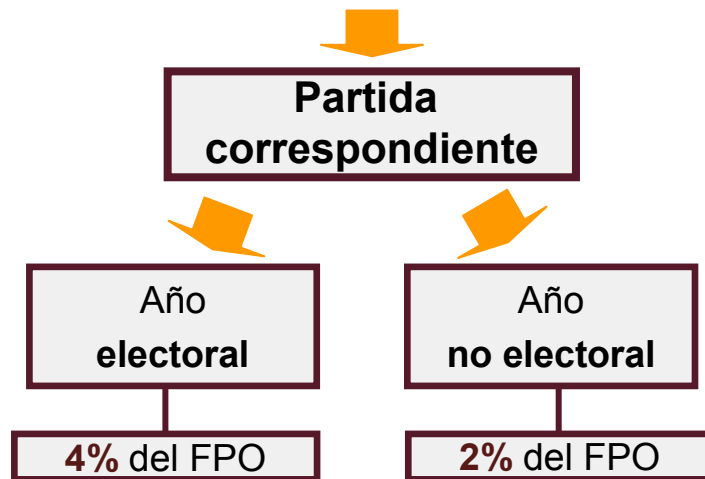 Partida
correspondiente
Año
electoral
Año
no electoral
4% del FPO
2% del FPO